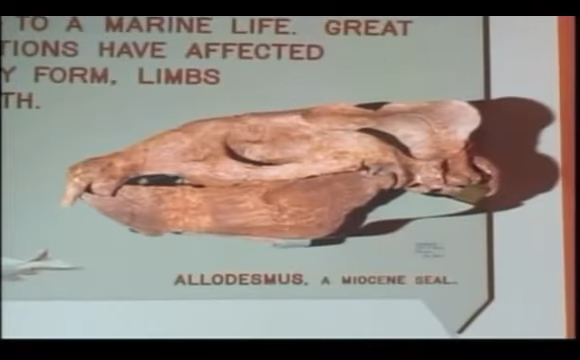 TO A MARINE LIFE. GREAT
TIONS HAVE AFFECTED
Y FORM, LIMBS
TH.
ALLODESMUS, A MIOCENE SEAL.